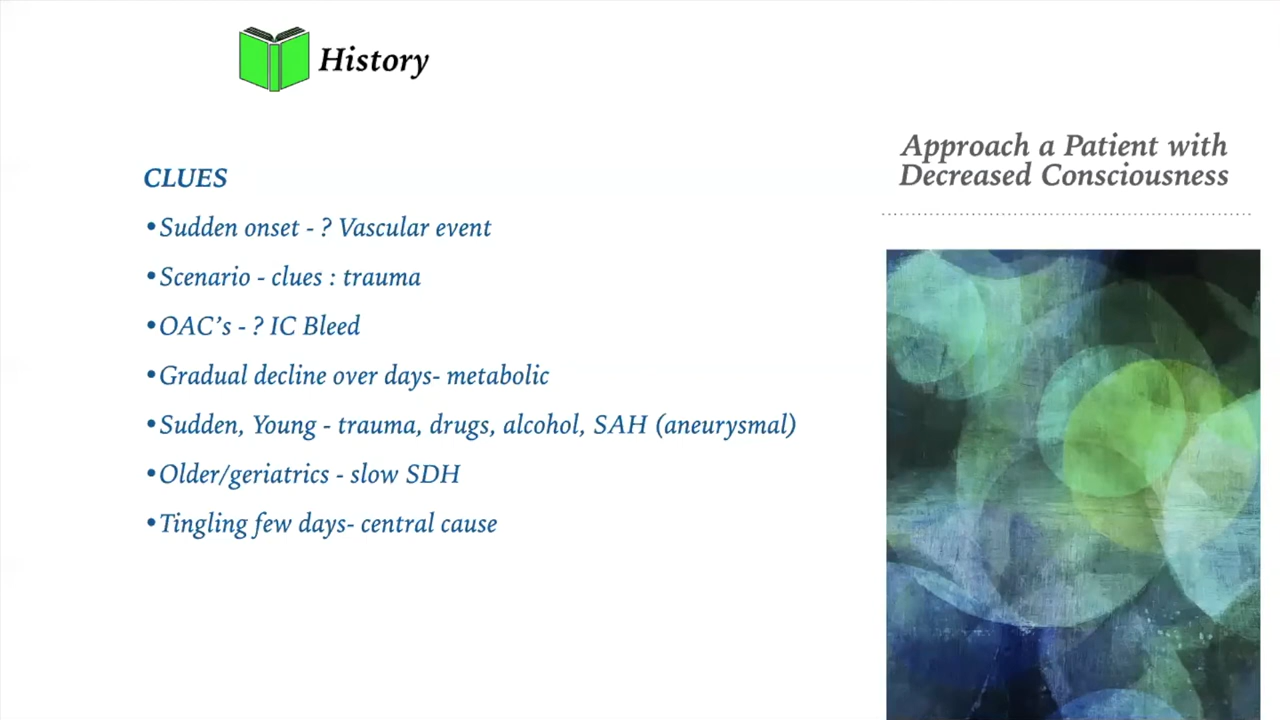 History
Approach a Patient with
Decreased Consciousness
CLUES
•Sudden onset - ? Vascular event
•Scenario - clues : trauma
•OAC’s - ? IC Bleed
•Gradual decline over days- metabolic
•Sudden, Young - trauma, drugs, alcohol, SAH (aneurysmal)
•Older/geriatrics - slow SDH
•Tingling few days- central cause